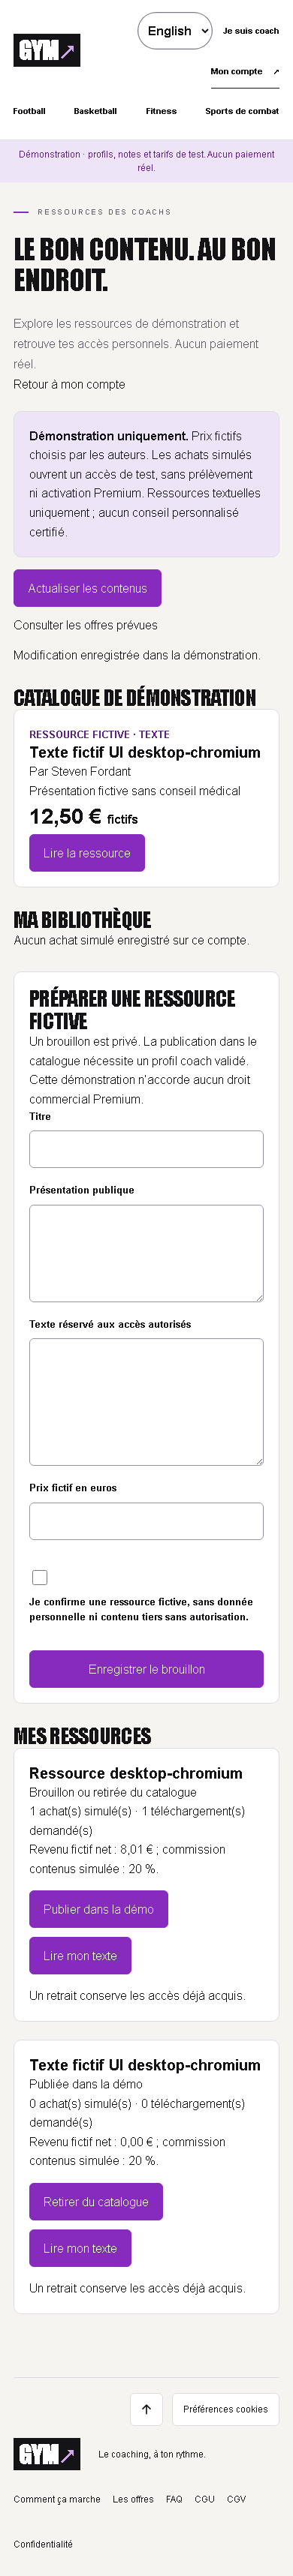 GYM↗
English
Je suis coach
Mon compte ↗
Football Basketball Fitness Sports de combat
Démonstration · profils, notes et tarifs de test. Aucun paiement
réel.
RESSOURCES DES COACHS
LE BON CONTENU. AU BON
ENDROIT.
Explore les ressources de démonstration et
retrouve tes accès personnels. Aucun paiement
réel.
Retour à mon compte
Démonstration uniquement. Prix fictifs
choisis par les auteurs. Les achats simulés
ouvrent un accès de test, sans prélèvement
ni activation Premium. Ressources textuelles
uniquement ; aucun conseil personnalisé
certifié.
Actualiser les contenus
Consulter les offres prévues
Modification enregistrée dans la démonstration.
CATALOGUE DE DÉMONSTRATION
RESSOURCE FICTIVE · TEXTE
Texte fictif UI desktop-chromium
Par Steven Fordant
Présentation fictive sans conseil médical
12,50 € fictifs
Lire la ressource
MA BIBLIOTHÈQUE
Aucun achat simulé enregistré sur ce compte.
PRÉPARER UNE RESSOURCE
FICTIVE
Un brouillon est privé. La publication dans le
catalogue nécessite un profil coach validé.
Cette démonstration n'accorde aucun droit
commercial Premium.
Titre
Présentation publique
Texte réservé aux accès autorisés
Prix fictif en euros
Je confirme une ressource fictive, sans donnée
personnelle ni contenu tiers sans autorisation.
Enregistrer le brouillon
MES RESSOURCES
Ressource desktop-chromium
Brouillon ou retirée du catalogue
1 achat(s) simulé(s) · 1 téléchargement(s)
demandé(s)
Revenu fictif net : 8,01 € ; commission
contenus simulée : 20 %.
Publier dans la démo
Lire mon texte
Un retrait conserve les accès déjà acquis.
Texte fictif UI desktop-chromium
Publiée dans la démo
0 achat(s) simulé(s) · 0 téléchargement(s)
demandé(s)
Revenu fictif net : 0,00 € ; commission
contenus simulée : 20 %.
Retirer du catalogue
Lire mon texte
Un retrait conserve les accès déjà acquis.
↑ Préférences cookies
GYM↗ Le coaching, à ton rythme.
Comment ça marche Les offres FAQ CGU CGV
Confidentialité